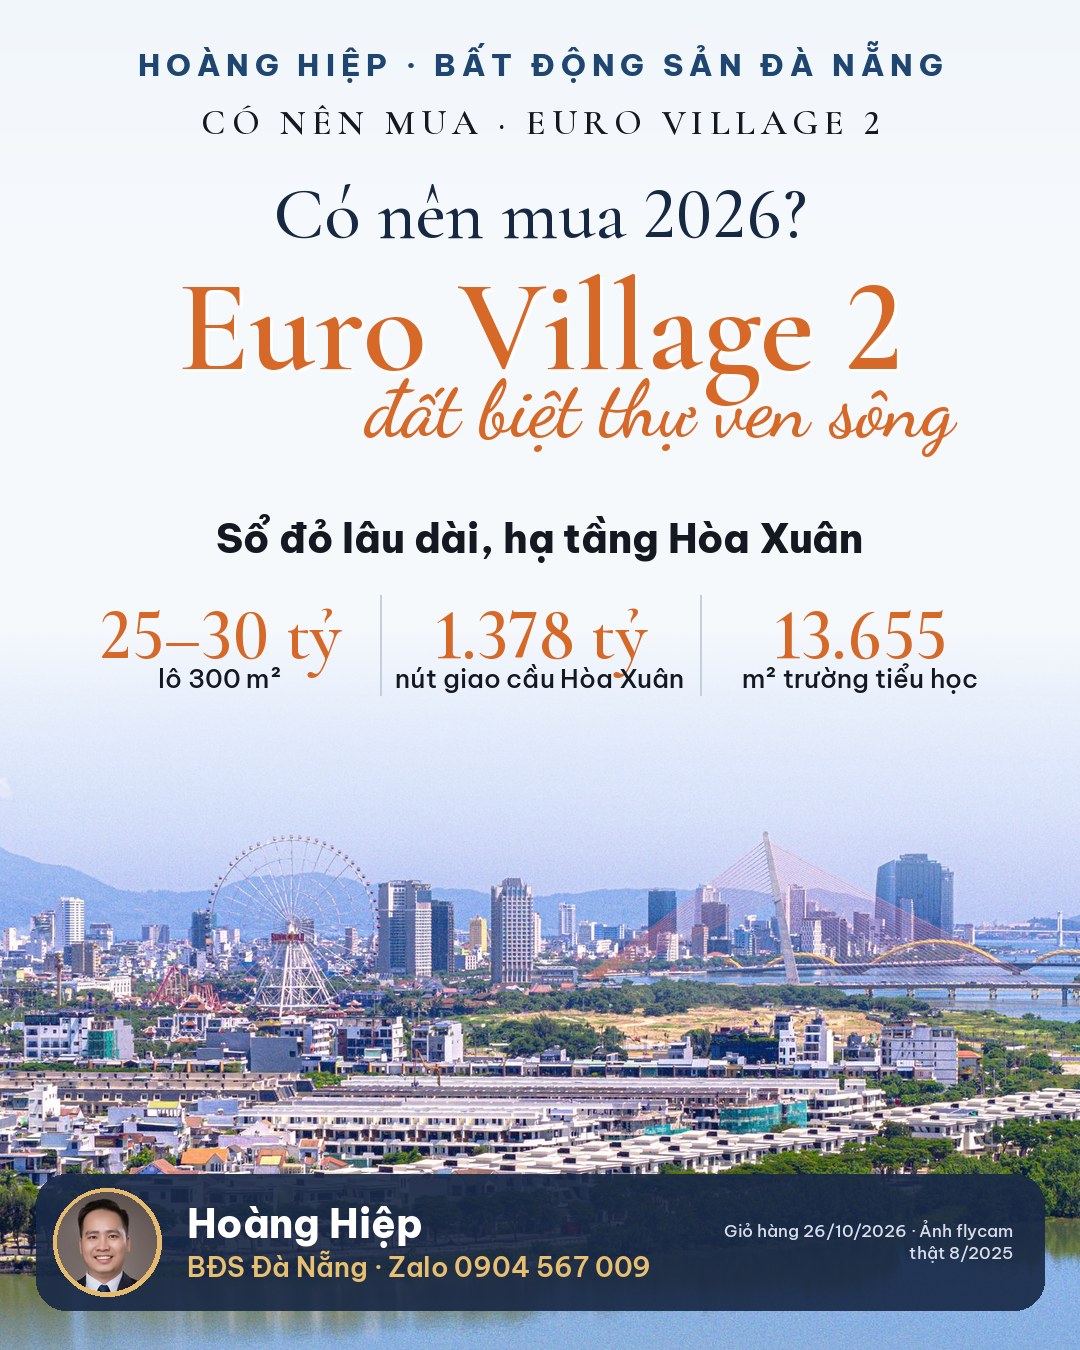 HOÀNG HIỆP · BẤT ĐỘNG SẢN ĐÀ NẴNG
CÓ NÊN MUA · EURO VILLAGE 2
Có nên mua 2026?
Euro Village 2
đất biệt thự ven sông
Sổ đỏ lâu dài, hạ tầng Hòa Xuân
25–30 tỷ
lô 300 m²
1.378 tỷ
nút giao cầu Hòa Xuân
13.655
m² trường tiểu học
Hoàng Hiệp
BĐS Đà Nẵng · Zalo 0904 567 009
Giỏ hàng 26/10/2026 · Ảnh flycam
thật 8/2025